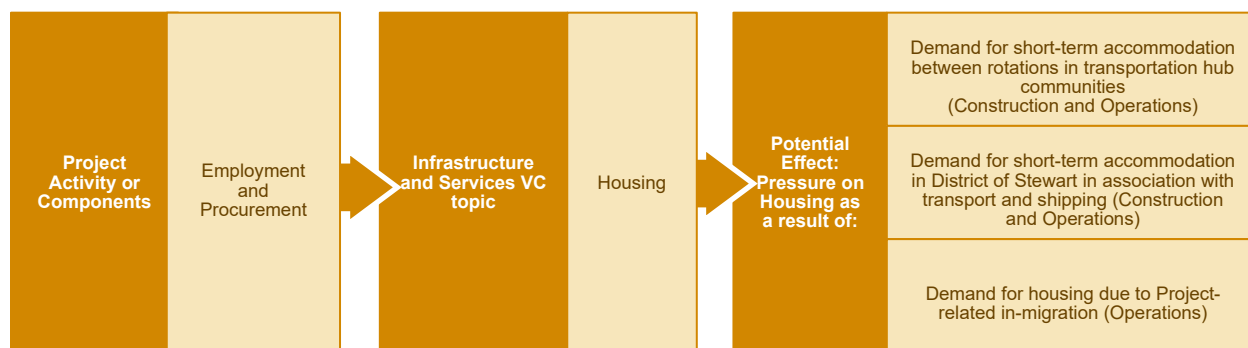 Project
Activity or
Components
Employment
and
Procurement
Infrastructure
and Services VC
topic
Housing
Potential
Effect:
Pressure on
Housing as
a result of:
Demand for short-term accommodation
between rotations in transportation hub
communities
(Construction and Operations)
Demand for short-term accommodation
in District of Stewart in association with
transport and shipping (Construction
and Operations)
Demand for housing due to Project-
related in-migration (Operations)